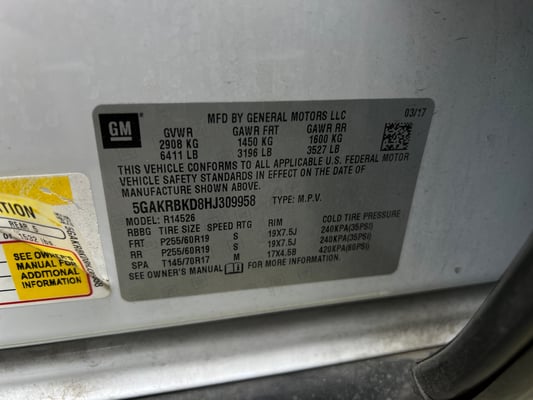 GM
MFD BY GENERAL MOTORS LLC
03/17
GVWR GAWR FRT GAWR RR
2908 KG 1450 KG 1600 KG
6411 LB 3196 LB 3527 LB
THIS VEHICLE CONFORMS TO ALL APPLICABLE U.S. FEDERAL MOTOR
VEHICLE SAFETY STANDARDS IN EFFECT ON THE DATE OF
MANUFACTURE SHOWN ABOVE.
5GAKRBKD8HJ309958 TYPE: M.P.V.
MODEL: R14526
RBBG TIRE SIZE SPEED RTG RIM COLD TIRE PRESSURE
FRT P255/60R19 S 19X7.5J 240KPA(35PSI)
RR P255/60R19 S 19X7.5J 240KPA(35PSI)
SPA T145/70R17 M 17X4.5B 420KPA(60PSI)
SEE OWNER'S MANUAL FOR MORE INFORMATION.
ATION
REAR 5
SEE OWNER'S
MANUAL FOR
ADDITIONAL
INFORMATION